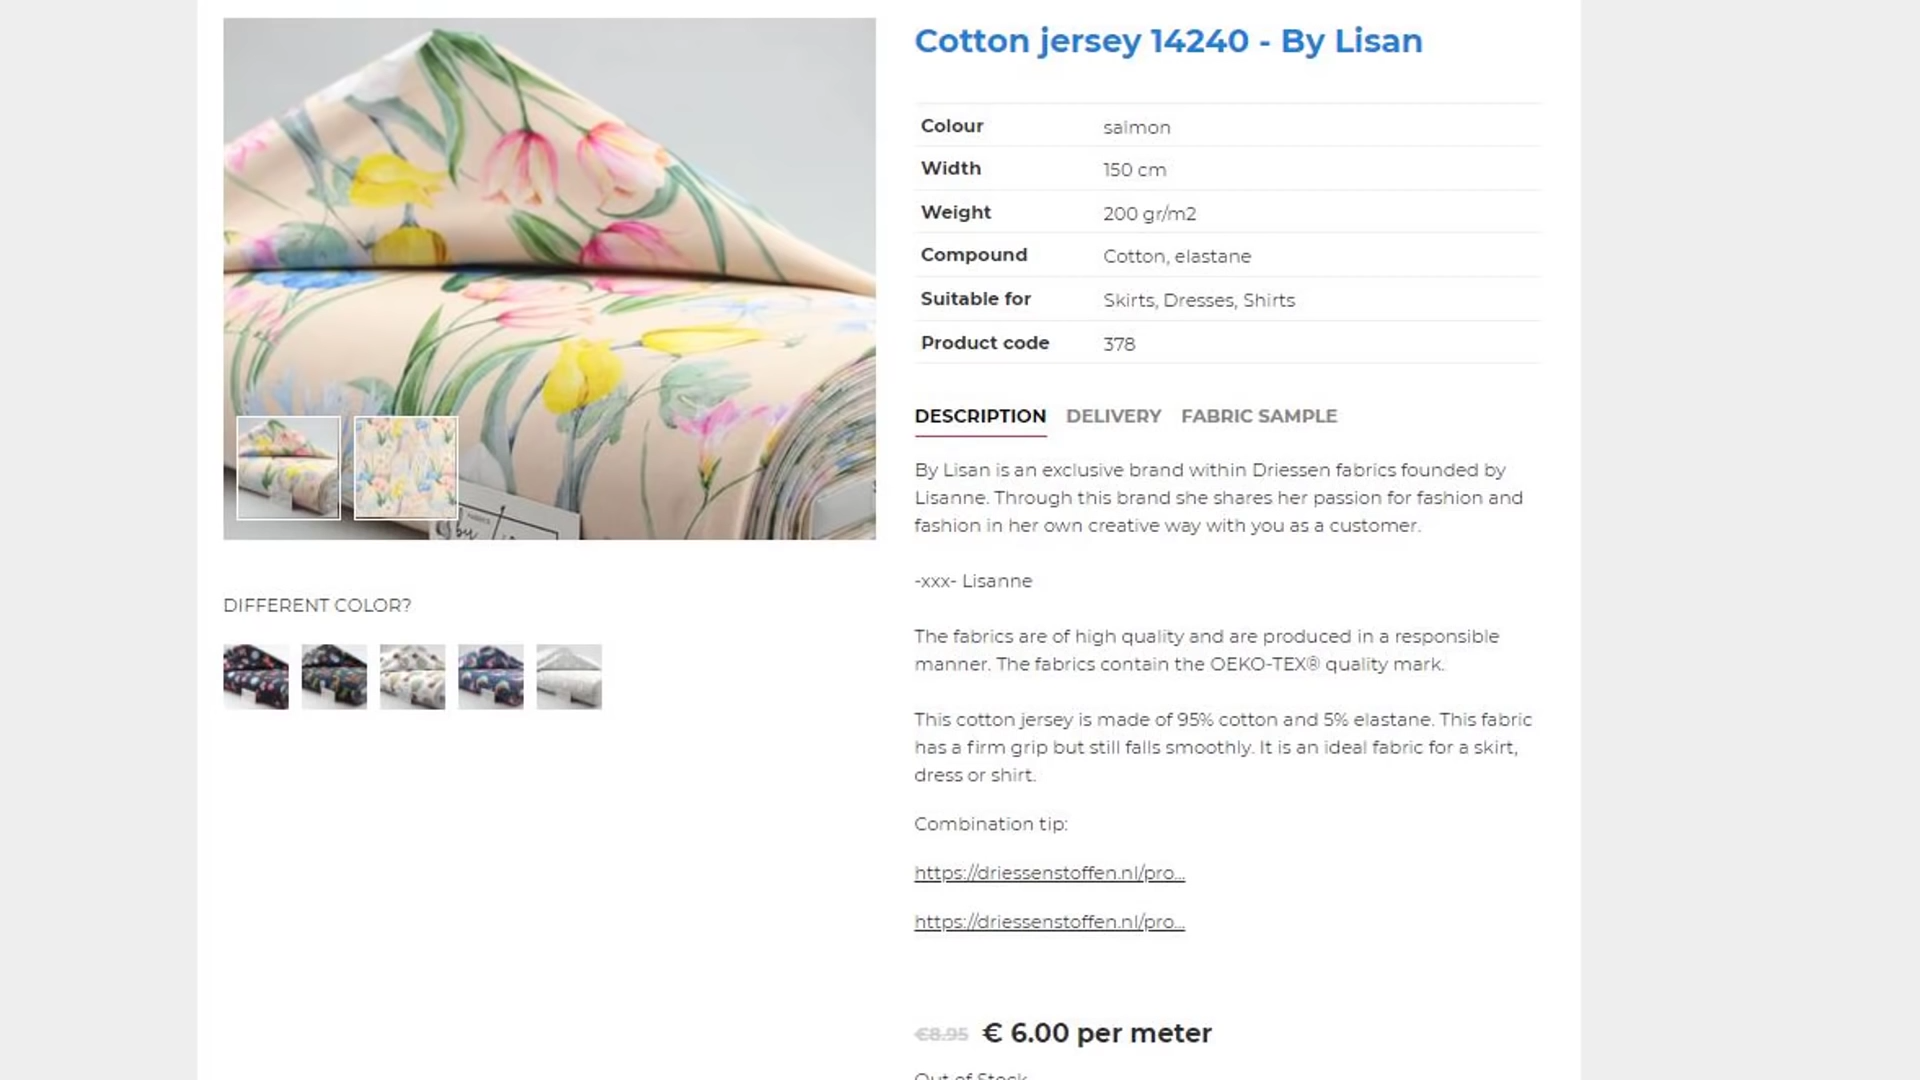 Cotton jersey 14240 - By Lisan
Colour salmon
Width 150 cm
Weight 200 gr/m2
Compound Cotton, elastane
Suitable for Skirts, Dresses, Shirts
Product code 378
DESCRIPTION DELIVERY FABRIC SAMPLE
By Lisan is an exclusive brand within Driessen fabrics founded by
Lisanne. Through this brand she shares her passion for fashion and
fashion in her own creative way with you as a customer.
-xxx- Lisanne
The fabrics are of high quality and are produced in a responsible
manner. The fabrics contain the OEKO-TEX® quality mark.
This cotton jersey is made of 95% cotton and 5% elastane. This fabric
has a firm grip but still falls smoothly. It is an ideal fabric for a skirt,
dress or shirt.
Combination tip:
https://driessenstoffen.nl/pro...
https://driessenstoffen.nl/pro...
€8.95 € 6.00 per meter
Out of Stock
by
DIFFERENT COLOR?